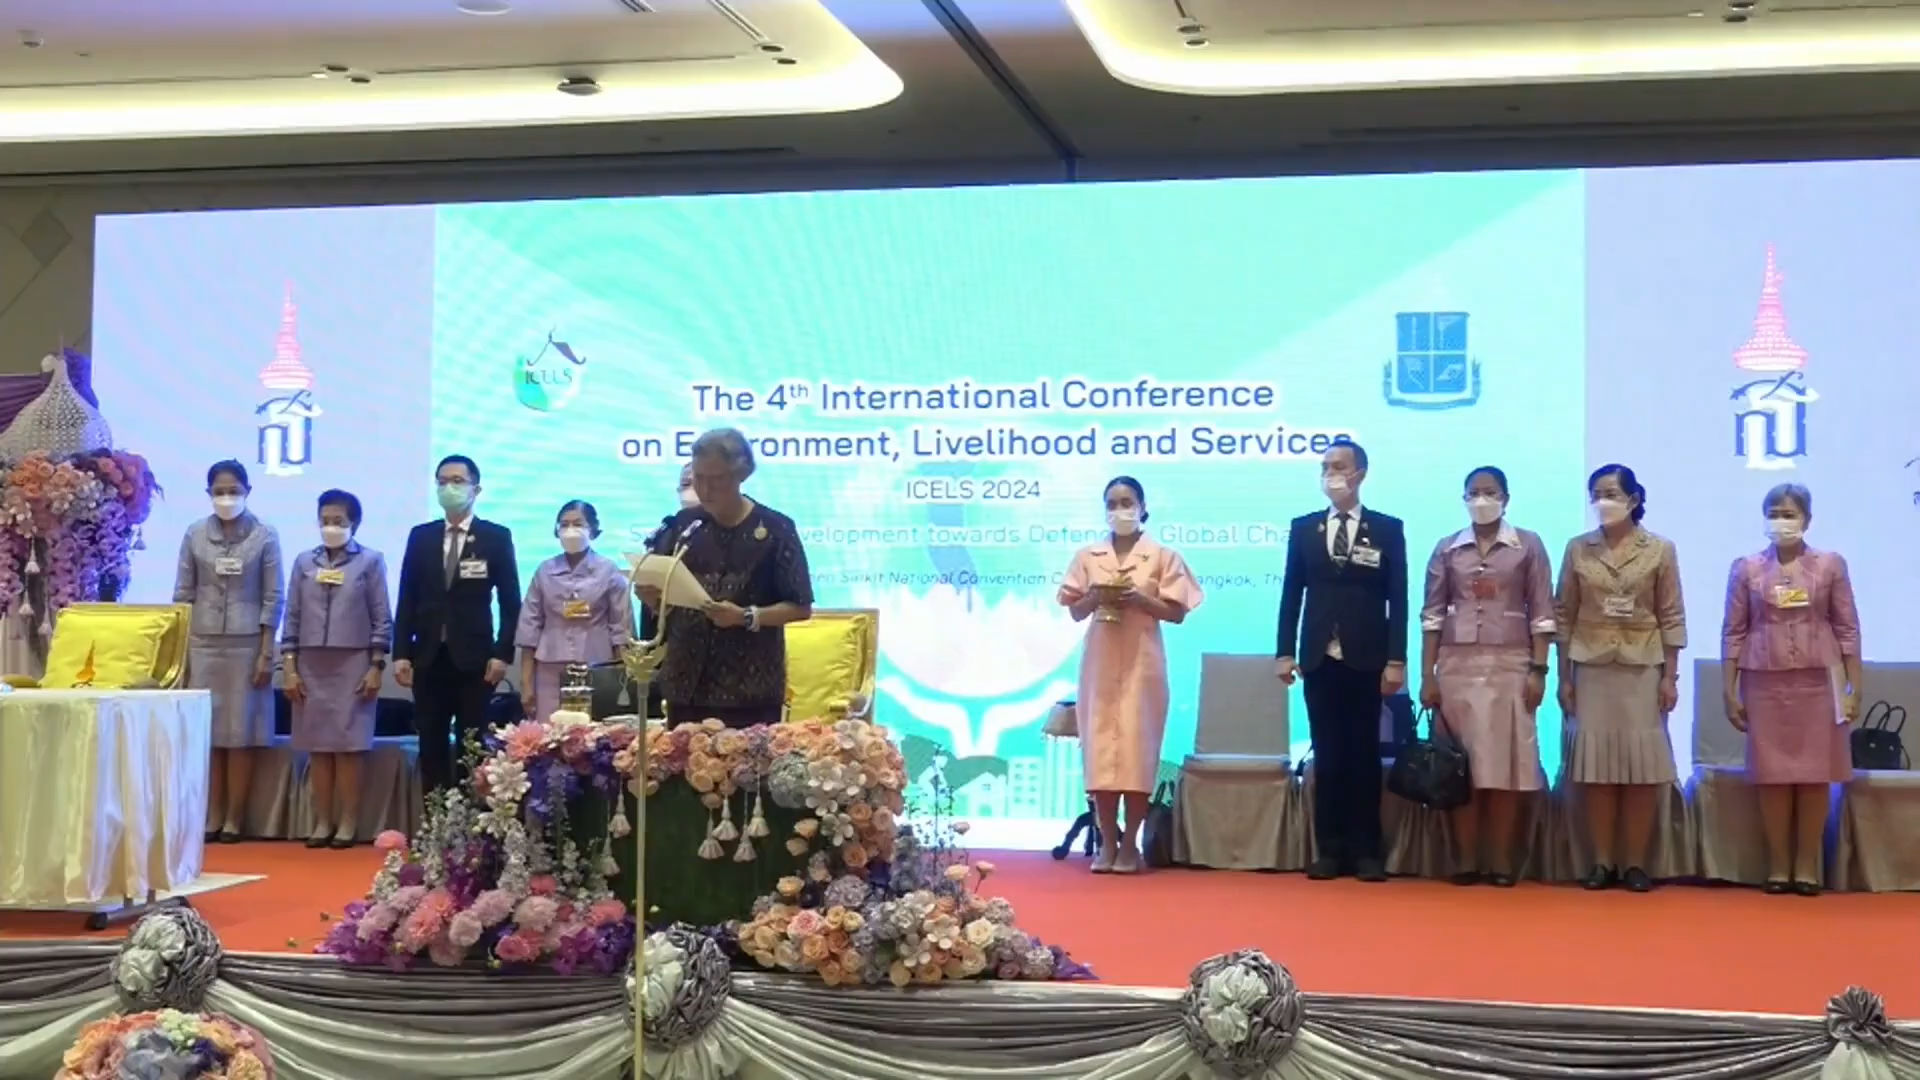 ICELS
The 4th International Conference
on Environment, Livelihood and Services
ICELS 2024
velopment towards Defen Global Cha
Sirikit National Convention C angkok, Th